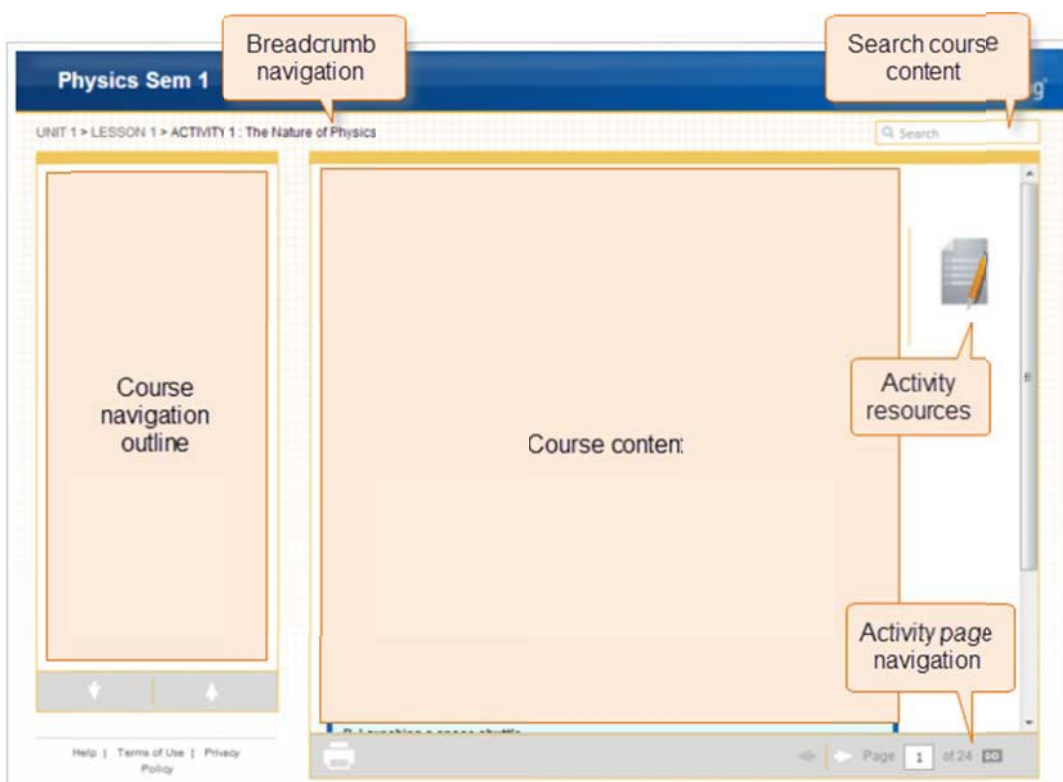 Breadcrumb
navigation
Search course
content
Physics Sem 1
g
UNIT 1 > LESSON 1 > ACTIVITY 1 : The Nature of Physics
Search
Course
navigation
outline
Course content
Activity
resources
Activity page
navigation
Help | Terms of Use | Privacy
Policy
Page 1 of 24 GO